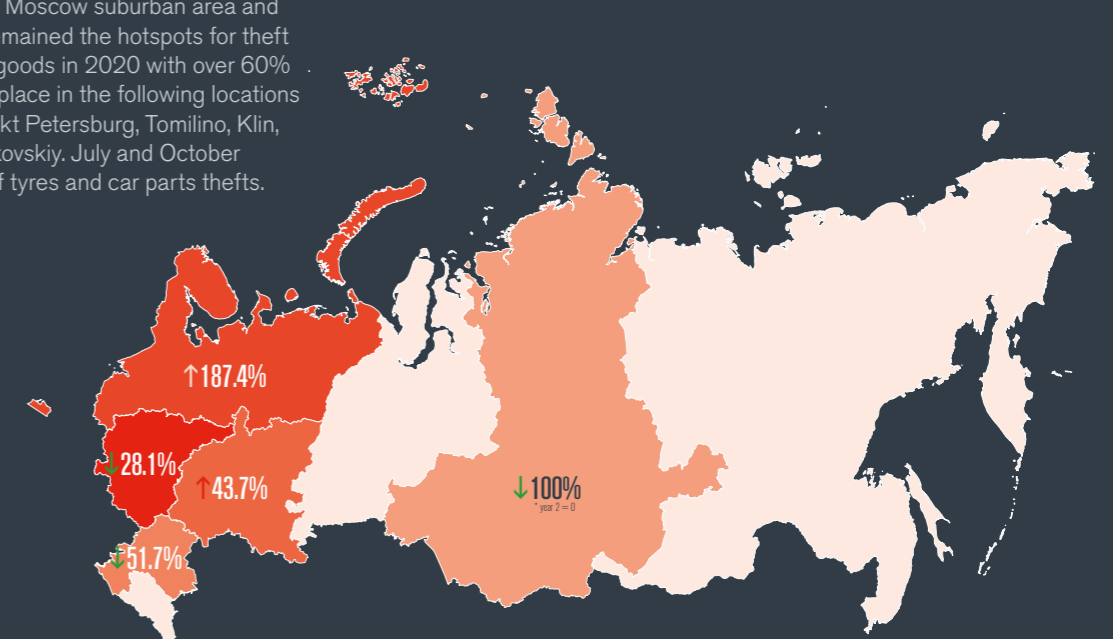 Moscow suburban area and
mained the hotspots for theft
goods in 2020 with over 60%
place in the following locations
kt Petersburg, Tomilino, Klin,
kovskiy. July and October
f tyres and car parts thefts.
↑187.4%
↓28.1%
↑43.7%
↓100%
* year 2 = 0
↓51.7%